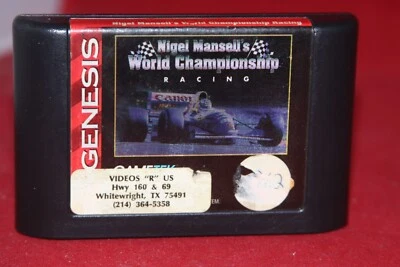 Nigel Mansell's World Championship Racing
GENESIS
Nigel Mansell's
World Championship
RACING
Canon
GAMETEK
VIDEOS "R" US
Hwy 160 & 69
Whitewright, TX 75491
(214) 364-5358